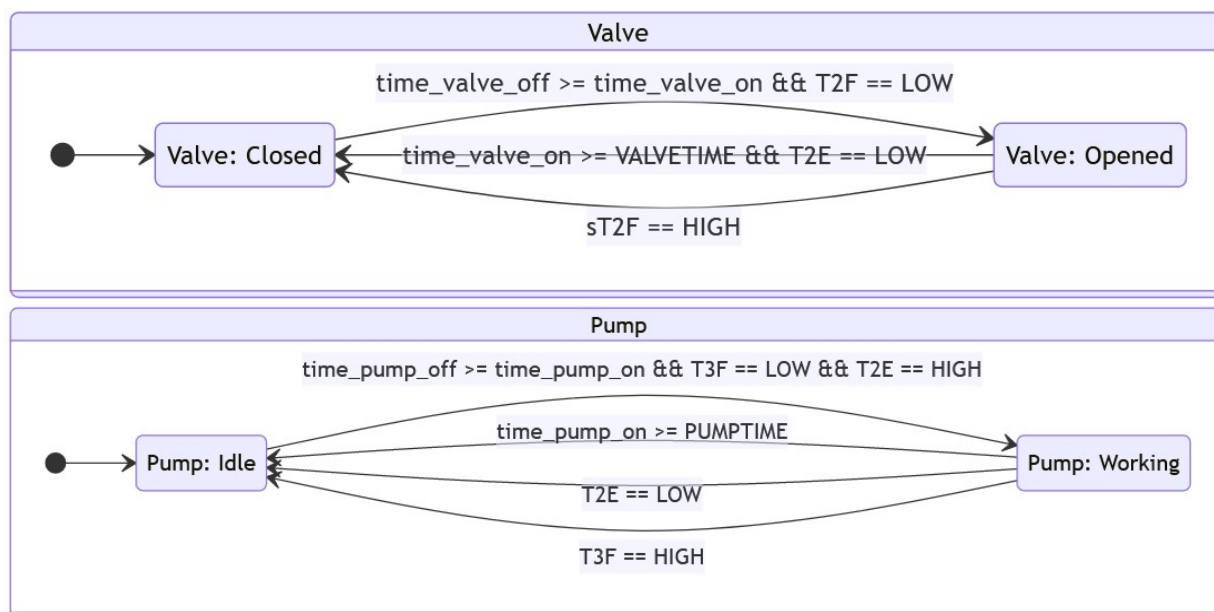 Valve
time_valve_off >= time_valve_on && T2F == LOW
Valve: Closed
time_valve_on >= VALVETIME && T2E == LOW
Valve: Opened
sT2F == HIGH
Pump
time_pump_off >= time_pump_on && T3F == LOW && T2E == HIGH
time_pump_on >= PUMPTIME
Pump: Idle
Pump: Working
T2E == LOW
T3F == HIGH